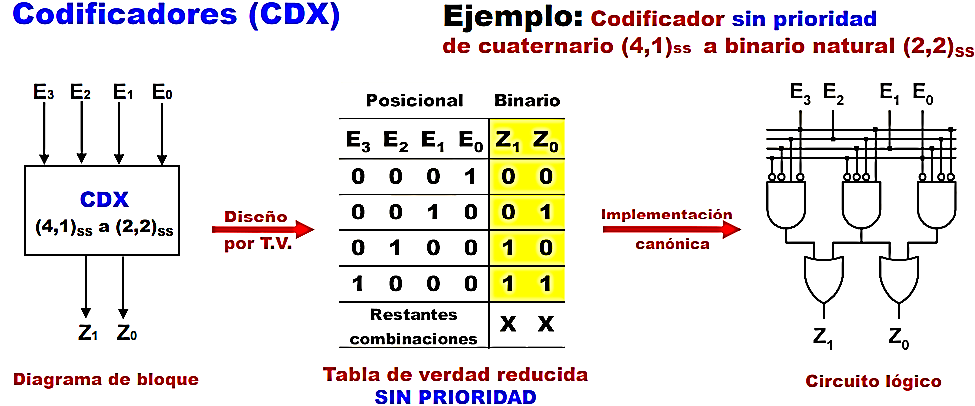 Codificadores (CDX)
Ejemplo: Codificador sin prioridad
de cuaternario (4,1)ss a binario natural (2,2)ss
E3 E2 E1 E0
CDX
(4,1)ss a (2,2)ss
Z1 Z0
Diagrama de bloque
Diseño
por T.V.
Posicional Binario
E3 E2 E1 E0 Z1 Z0
0 0 0 1 0 0
0 0 1 0 0 1
0 1 0 0 1 0
1 0 0 0 1 1
Restantes
combinaciones X X
Tabla de verdad reducida
SIN PRIORIDAD
Implementación
canónica
E3 E2 E1 E0
Z1 Z0
Circuito lógico